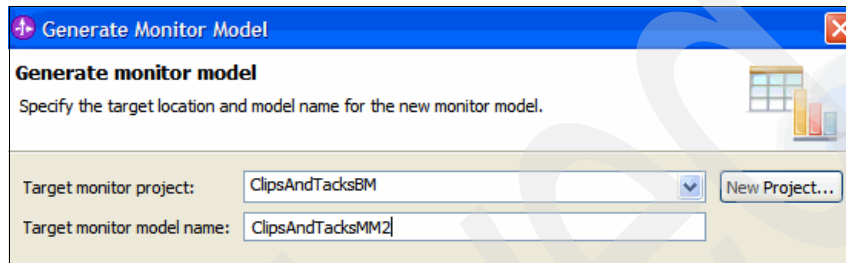 Generate Monitor Model
Generate monitor model
Specify the target location and model name for the new monitor model.
Target monitor project: ClipsAndTacksBM New Project...
Target monitor model name: ClipsAndTacksMM2